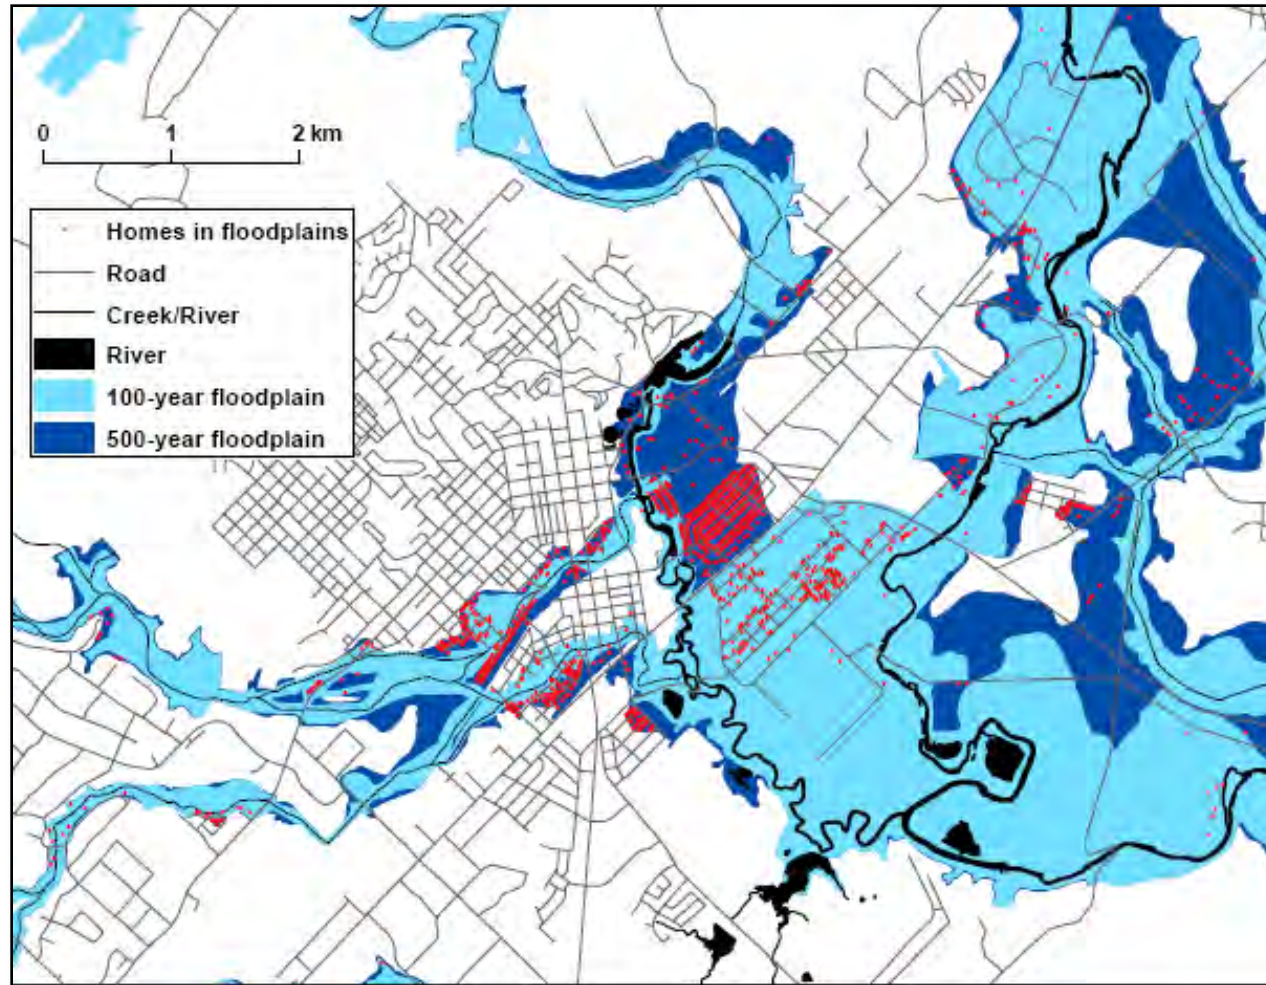 0 1 2 km
Homes in floodplains
Road
Creek/River
River
100-year floodplain
500-year floodplain